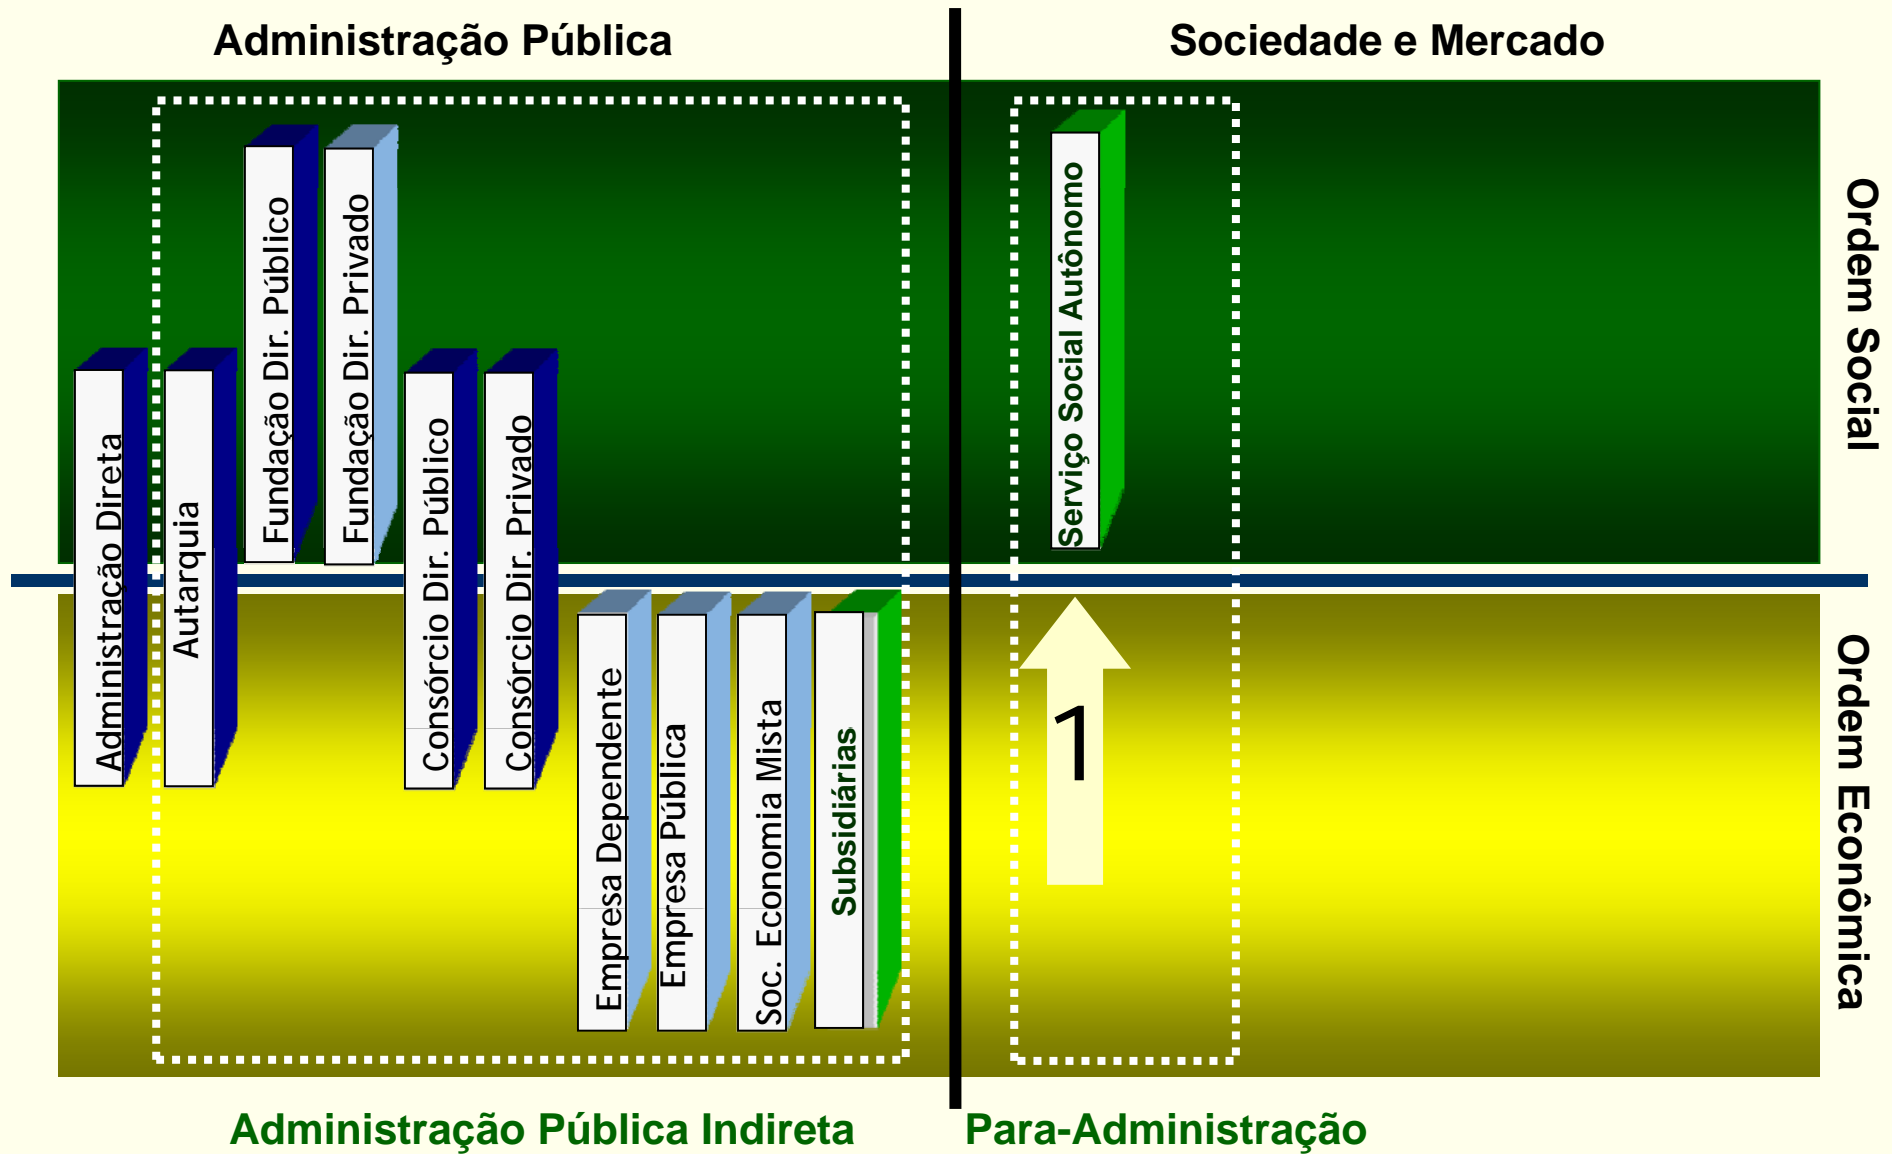 Administração Pública
Sociedade e Mercado
Ordem Social
Ordem Econômica
Administração Direta
Autarquia
Fundação Dir. Público
Fundação Dir. Privado
Consórcio Dir. Público
Consórcio Dir. Privado
Empresa Dependente
Empresa Pública
Soc. Economia Mista
Subsidiárias
Serviço Social Autônomo
1
Administração Pública Indireta
Para-Administração